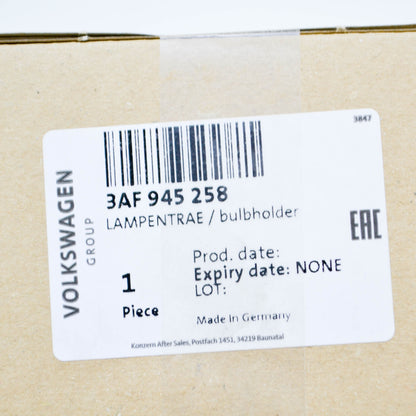 3847
VOLKSWAGEN
GROUP
3AF 945 258
LAMPENTRAE / bulbholder
EAC
1
Piece
Prod. date:
Expiry date: NONE
LOT:
Made In Germany
Konzern After Sales, Postfach 1451, 34219 Baunatal